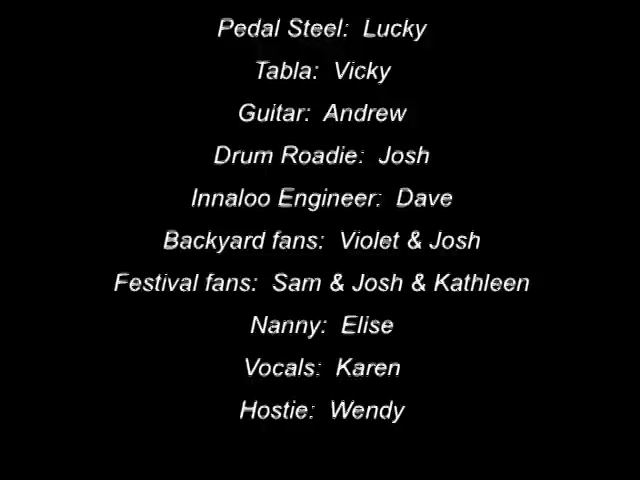 Pedal Steel: Lucky
Tabla: Vicky
Guitar: Andrew
Drum Roadie: Josh
Innaloo Engineer: Dave
Backyard fans: Violet & Josh
Festival fans: Sam & Josh & Kathleen
Nanny: Elise
Vocals: Karen
Hostie: Wendy